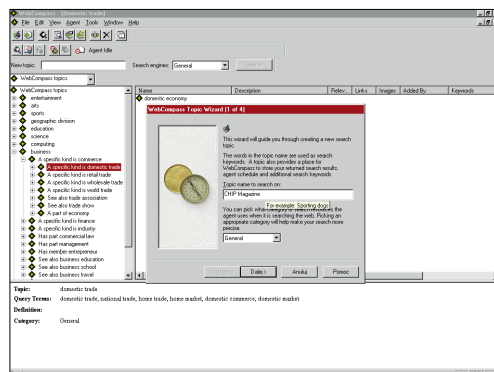 WebCompass - [domestic trade]
File Edit View Agent Tools Window Help
Agent Idle
New topic:
Search engines: General
WebCompass topics
WebCompass topics
entertainment
arts
sports
geographic division
education
science
computing
business
A specific kind is commerce
A specific kind is domestic trade
A specific kind is retail trade
A specific kind is wholesale trade
A specific kind is world trade
See also trade association
See also trade show
A part of economy
A specific kind is finance
A specific kind is industry
Has part commercial law
Has part management
Has member entrepreneur
See also business education
See also business school
See also business travel
Name Description Relev... Links Images Added By Keywords
domestic economy
WebCompass Topic Wizard (1 of 4)
This wizard will guide you through creating a new search
topic.
The words in the topic name are used as search
keywords. A topic also provides a place for
WebCompass to store your returned search results,
agent schedule and additional search keywords.
Topic name to search on:
CHIP Magazine
For example: Sporting dogs
You can pick what category of search resources the
agent uses when it is searching the web. Picking an
appropriate category will help make your search more
precise.
General
Dalej >
Anuluj
Pomoc
Topic: domestic trade
Query Terms: domestic trade, national trade, home trade, home market, domestic commerce, domestic market
Definition:
Category: General